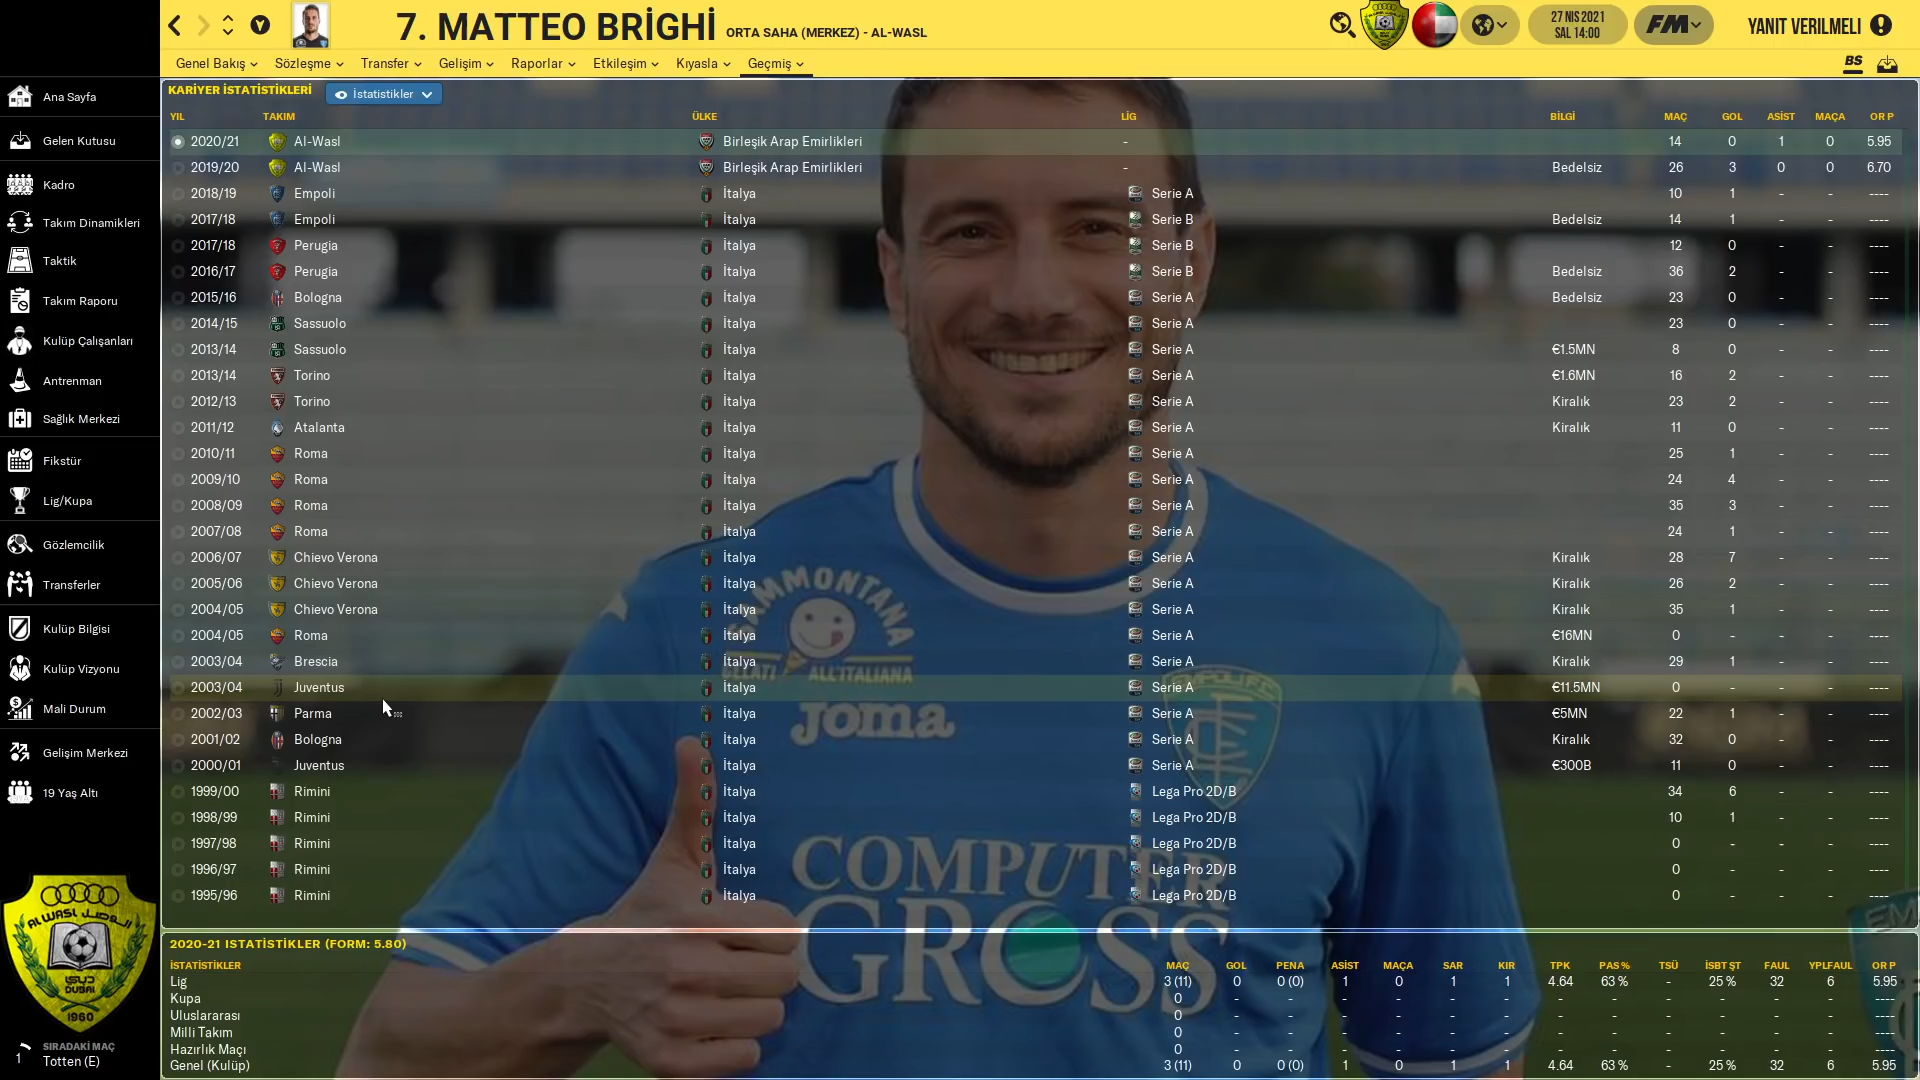 7. MATTEO BRİGHİ ORTA SAHA (MERKEZ) - AL-WASL
27 NIS 2021
SAL 14:00
FM
YANIT VERILMELI
Genel Bakış Sözleşme Transfer Gelişim Raporlar Etkileşim Kıyasla Geçmiş
BS
Ana Sayfa
Gelen Kutusu
Kadro
Takım Dinamikleri
Taktik
Takım Raporu
Kulüp Çalışanları
Antrenman
Sağlık Merkezi
Fikstür
Lig/Kupa
Gözlemcilik
Transferler
Kulüp Bilgisi
Kulüp Vizyonu
Mali Durum
Gelişim Merkezi
19 Yaş Altı
AL WASL الوصل
DUBAI
1960
1 SIRADAKİ MAÇ
Totten (E)
KARİYER İSTATİSTİKLERİ İstatistikler
YIL TAKIM ÜLKE LİG BİLGİ MAÇ GOL ASİST MAÇA OR P
2020/21 Al-Wasl Birleşik Arap Emirlikleri - 14 0 1 0 5.95
2019/20 Al-Wasl Birleşik Arap Emirlikleri - Bedelsiz 26 3 0 0 6.70
2018/19 Empoli İtalya Serie A 10 1 - - ----
2017/18 Empoli İtalya Serie B Bedelsiz 14 1 - - ----
2017/18 Perugia İtalya Serie B 12 0 - - ----
2016/17 Perugia İtalya Serie B Bedelsiz 36 2 - - ----
2015/16 Bologna İtalya Serie A Bedelsiz 23 0 - - ----
2014/15 Sassuolo İtalya Serie A 23 0 - - ----
2013/14 Sassuolo İtalya Serie A €1.5MN 8 0 - - ----
2013/14 Torino İtalya Serie A €1.6MN 16 2 - - ----
2012/13 Torino İtalya Serie A Kiralık 23 2 - - ----
2011/12 Atalanta İtalya Serie A Kiralık 11 0 - - ----
2010/11 Roma İtalya Serie A 25 1 - - ----
2009/10 Roma İtalya Serie A 24 4 - - ----
2008/09 Roma İtalya Serie A 35 3 - - ----
2007/08 Roma İtalya Serie A 24 1 - - ----
2006/07 Chievo Verona İtalya Serie A Kiralık 28 7 - - ----
2005/06 Chievo Verona İtalya Serie A Kiralık 26 2 - - ----
2004/05 Chievo Verona İtalya Serie A Kiralık 35 1 - - ----
2004/05 Roma İtalya Serie A €16MN 0 - - - ----
2003/04 Brescia İtalya Serie A Kiralık 29 1 - - ----
2003/04 Juventus İtalya Serie A €11.5MN 0 - - - ----
2002/03 Parma İtalya Serie A €5MN 22 1 - - ----
2001/02 Bologna İtalya Serie A Kiralık 32 0 - - ----
2000/01 Juventus İtalya Serie A €300B 11 0 - - ----
1999/00 Rimini İtalya Lega Pro 2D/B 34 6 - - ----
1998/99 Rimini İtalya Lega Pro 2D/B 10 1 - - ----
1997/98 Rimini İtalya Lega Pro 2D/B 0 - - - ----
1996/97 Rimini İtalya Lega Pro 2D/B 0 - - - ----
1995/96 Rimini İtalya Lega Pro 2D/B 0 - - - ----
SAMMONTANA
GELATI ALL'ITALIANA
Joma
COMPUTER
GROSS
2020-21 ISTATİSTİKLER (FORM: 5.80)
İSTATİSTİKLER MAÇ GOL PENA ASİST MAÇA SAR KIR TPK PAS % TSÜ İSBT ŞT FAUL YPLFAUL OR P
Lig 3 (11) 0 0 (0) 1 0 1 1 4.64 63 % - 25 % 32 6 5.95
Kupa 0 - - - - - - - - - - - - ----
Uluslararası 0 - - - - - - - - - - - - ----
Milli Takım 0 - - - - - - - - - - - - ----
Hazırlık Maçı 0 - - - - - - - - - - - - ----
Genel (Kulüp) 3 (11) 0 0 (0) 1 0 1 1 4.64 63 % - 25 % 32 6 5.95